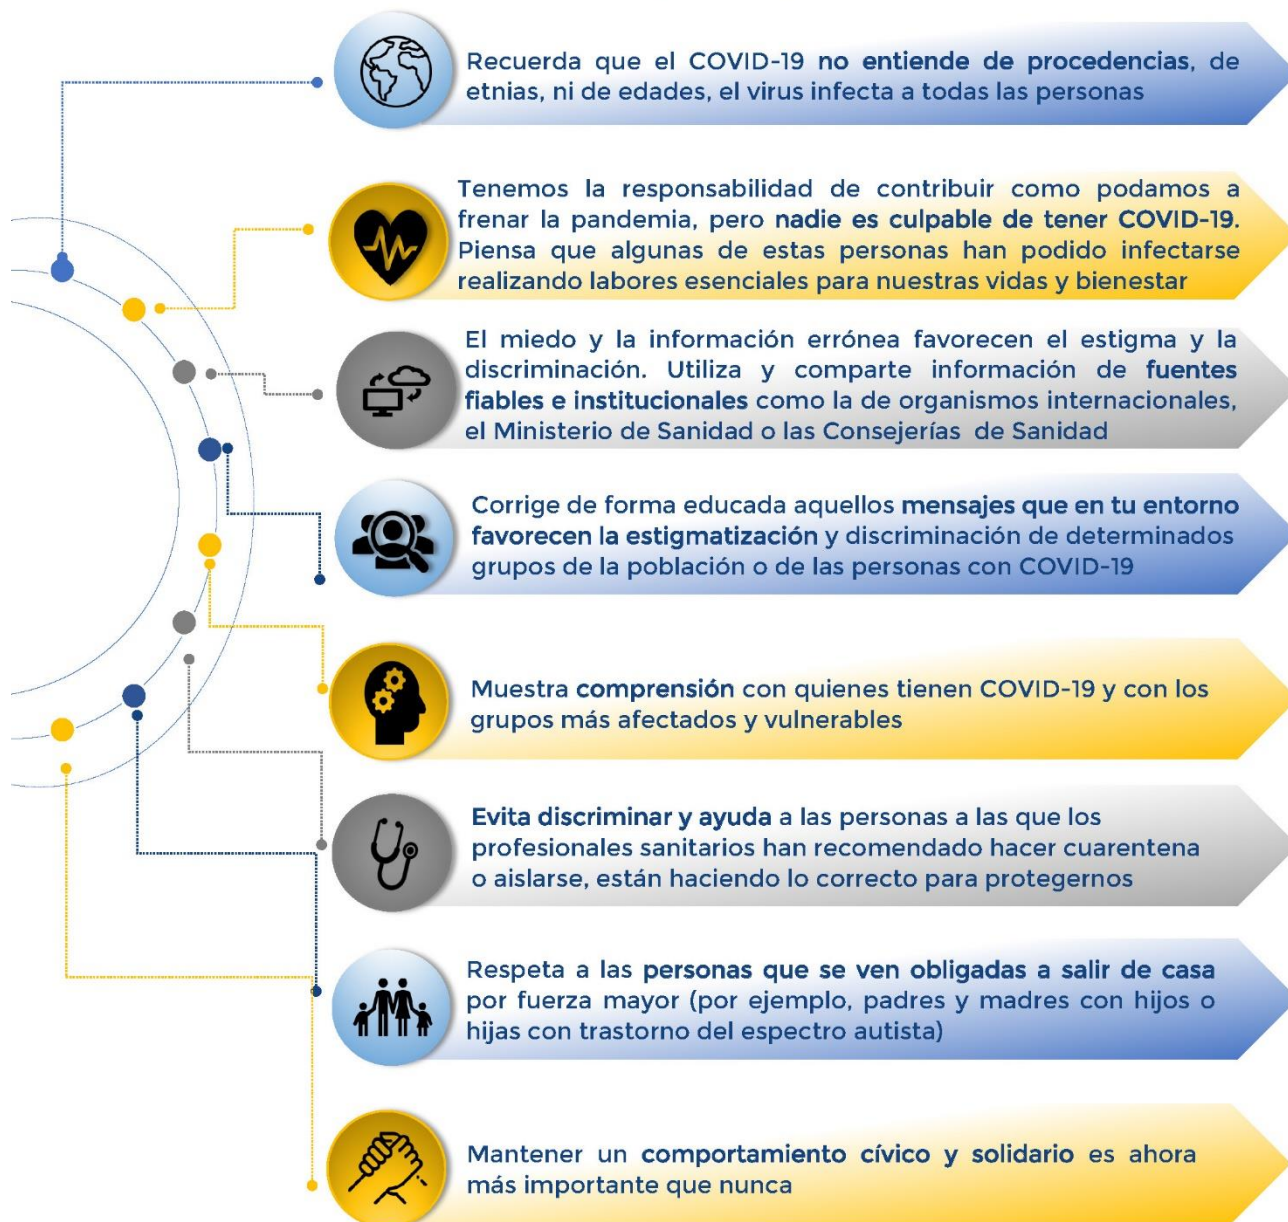 Recuerda que el COVID-19 no entiende de procedencias, de
etnias, ni de edades, el virus infecta a todas las personas
Tenemos la responsabilidad de contribuir como podamos a
frenar la pandemia, pero nadie es culpable de tener COVID-19.
Piensa que algunas de estas personas han podido infectarse
realizando labores esenciales para nuestras vidas y bienestar
El miedo y la información errónea favorecen el estigma y la
discriminación. Utiliza y comparte información de fuentes
fiables e institucionales como la de organismos internacionales,
el Ministerio de Sanidad o las Consejerías de Sanidad
Corrige de forma educada aquellos mensajes que en tu entorno
favorecen la estigmatización y discriminación de determinados
grupos de la población o de las personas con COVID-19
Muestra comprensión con quienes tienen COVID-19 y con los
grupos más afectados y vulnerables
Evita discriminar y ayuda a las personas a las que los
profesionales sanitarios han recomendado hacer cuarentena
o aislarse, están haciendo lo correcto para protegernos
Respeta a las personas que se ven obligadas a salir de casa
por fuerza mayor (por ejemplo, padres y madres con hijos o
hijas con trastorno del espectro autista)
Mantener un comportamiento cívico y solidario es ahora
más importante que nunca